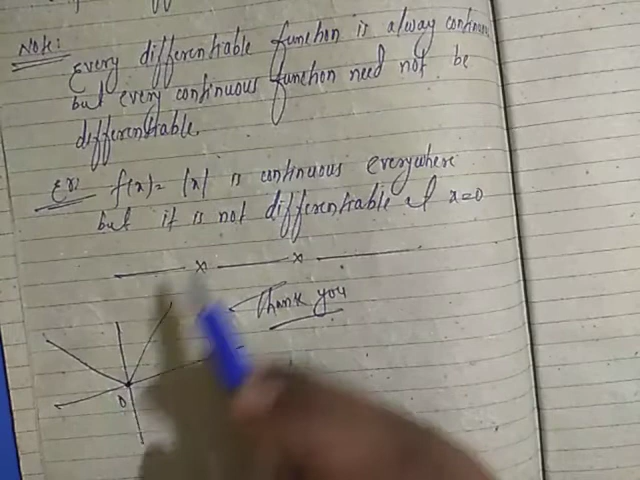 Note:
Every differentiable function is alway continuous
but every continuous function need not be
differentiable.
Ex: f(x) = |x| is continuous everywhere
but it is not differentiable at x=0
Thank you
0